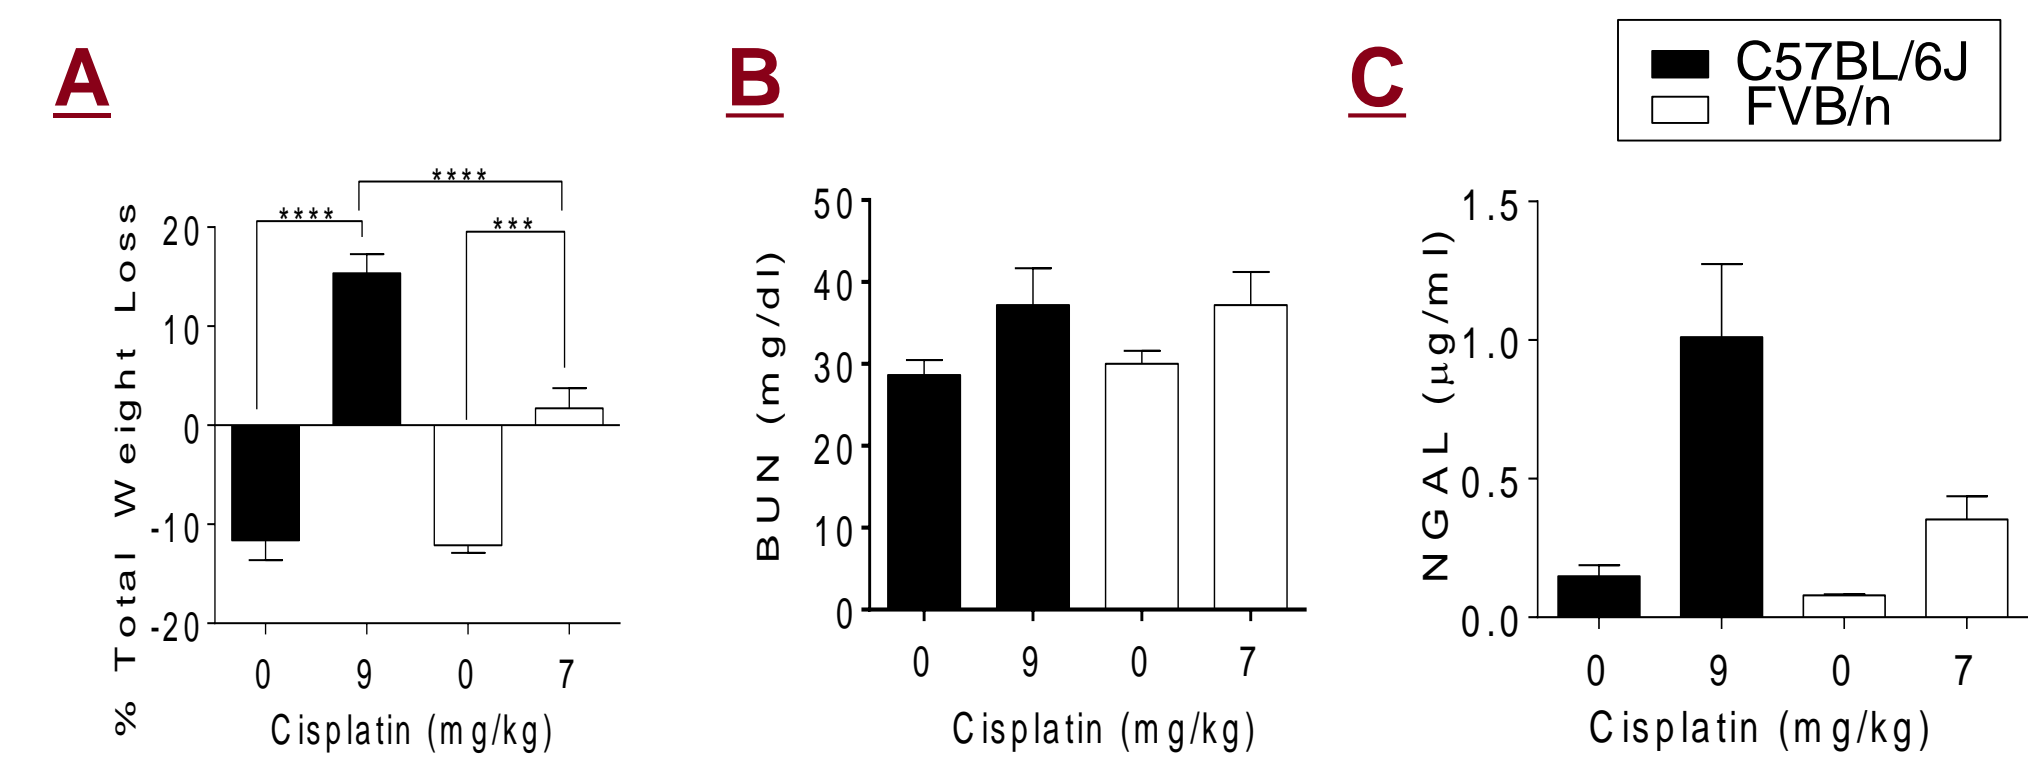 A
B
C
C57BL/6J
FVB/n
% Total Weight Loss
20
10
0
-10
-20
****
****
***
0 9 0 7
Cisplatin (mg/kg)
BUN (mg/dl)
50
40
30
20
10
0
0 9 0 7
Cisplatin (mg/kg)
NGAL (µg/ml)
1.5
1.0
0.5
0.0
0 9 0 7
Cisplatin (mg/kg)